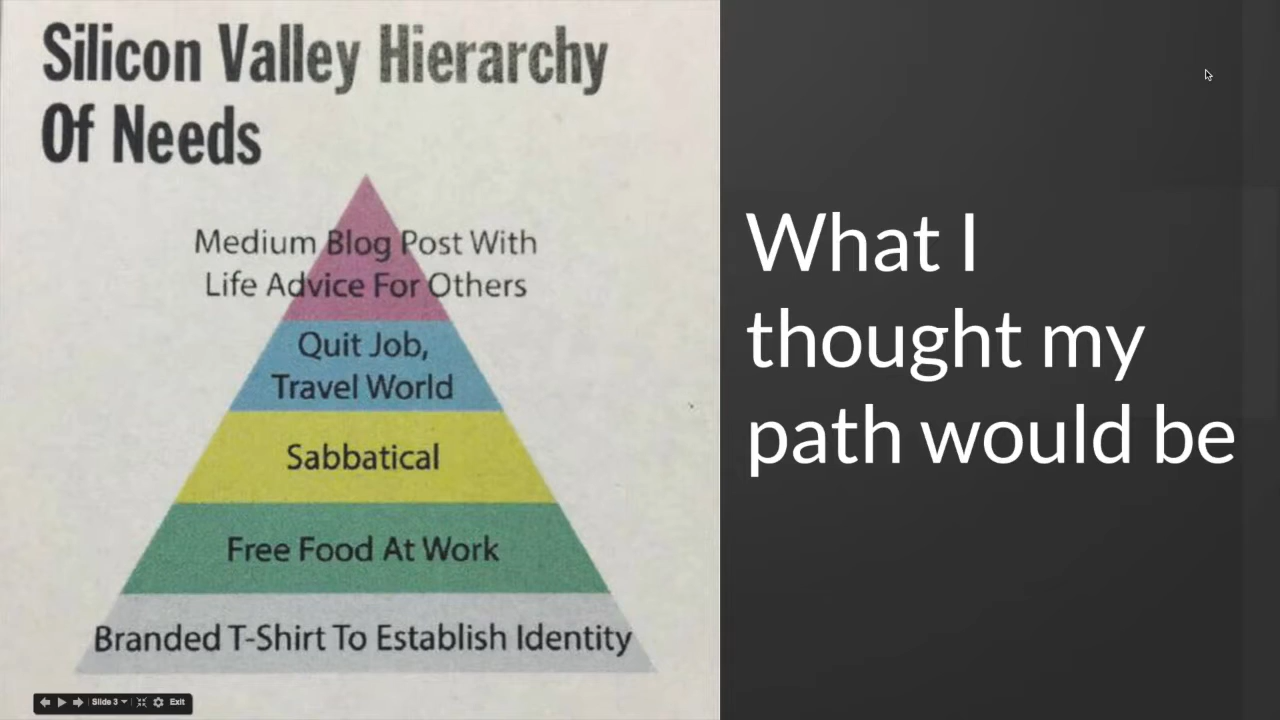 Silicon Valley Hierarchy
Of Needs
Medium Blog Post With
Life Advice For Others
Quit Job,
Travel World
Sabbatical
Free Food At Work
Branded T-Shirt To Establish Identity
What I
thought my
path would be
Slide 3
Exit